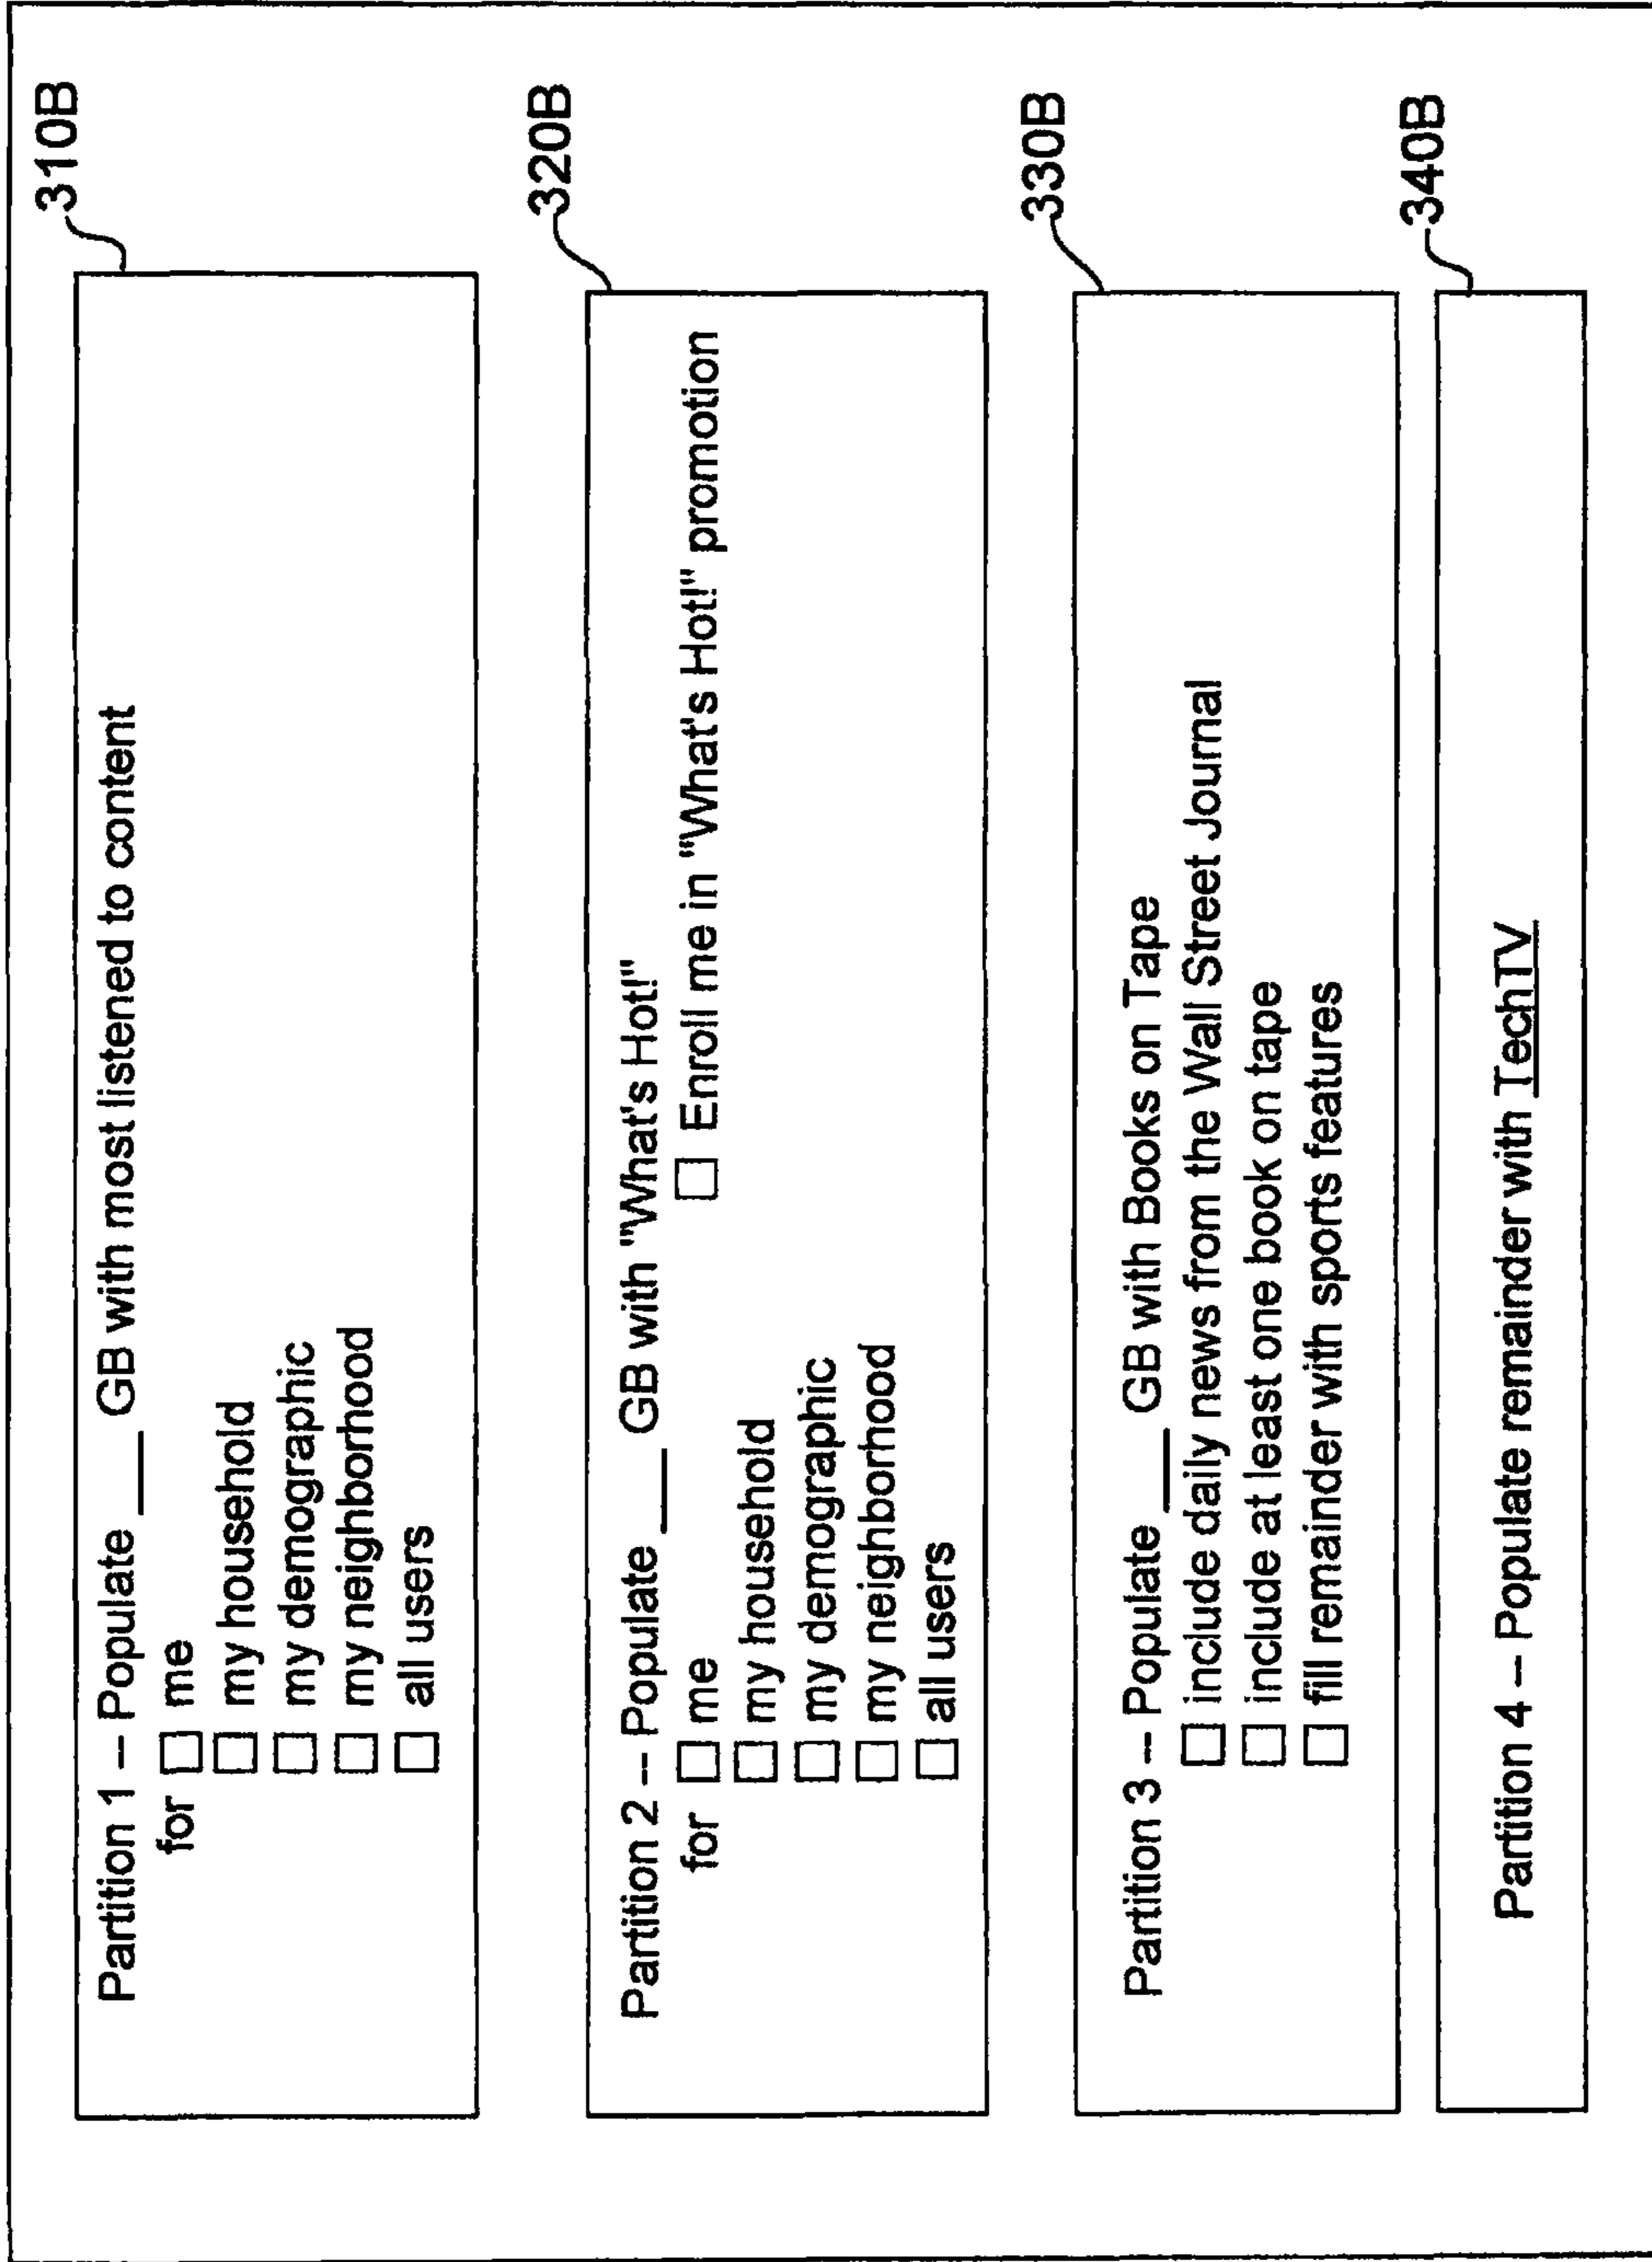 310B
Partition 1 -- Populate ___ GB with most listened to content
for ☐ me
☐ my household
☐ my demographic
☐ my neighborhood
☐ all users
320B
Partition 2 -- Populate ___ GB with "What's Hot!"
for ☐ me ☐ Enroll me in "What's Hot!" promotion
☐ my household
☐ my demographic
☐ my neighborhood
☐ all users
330B
Partition 3 -- Populate ___ GB with Books on Tape
☐ include daily news from the Wall Street Journal
☐ include at least one book on tape
☐ fill remainder with sports features
340B
Partition 4 -- Populate remainder with TechTV